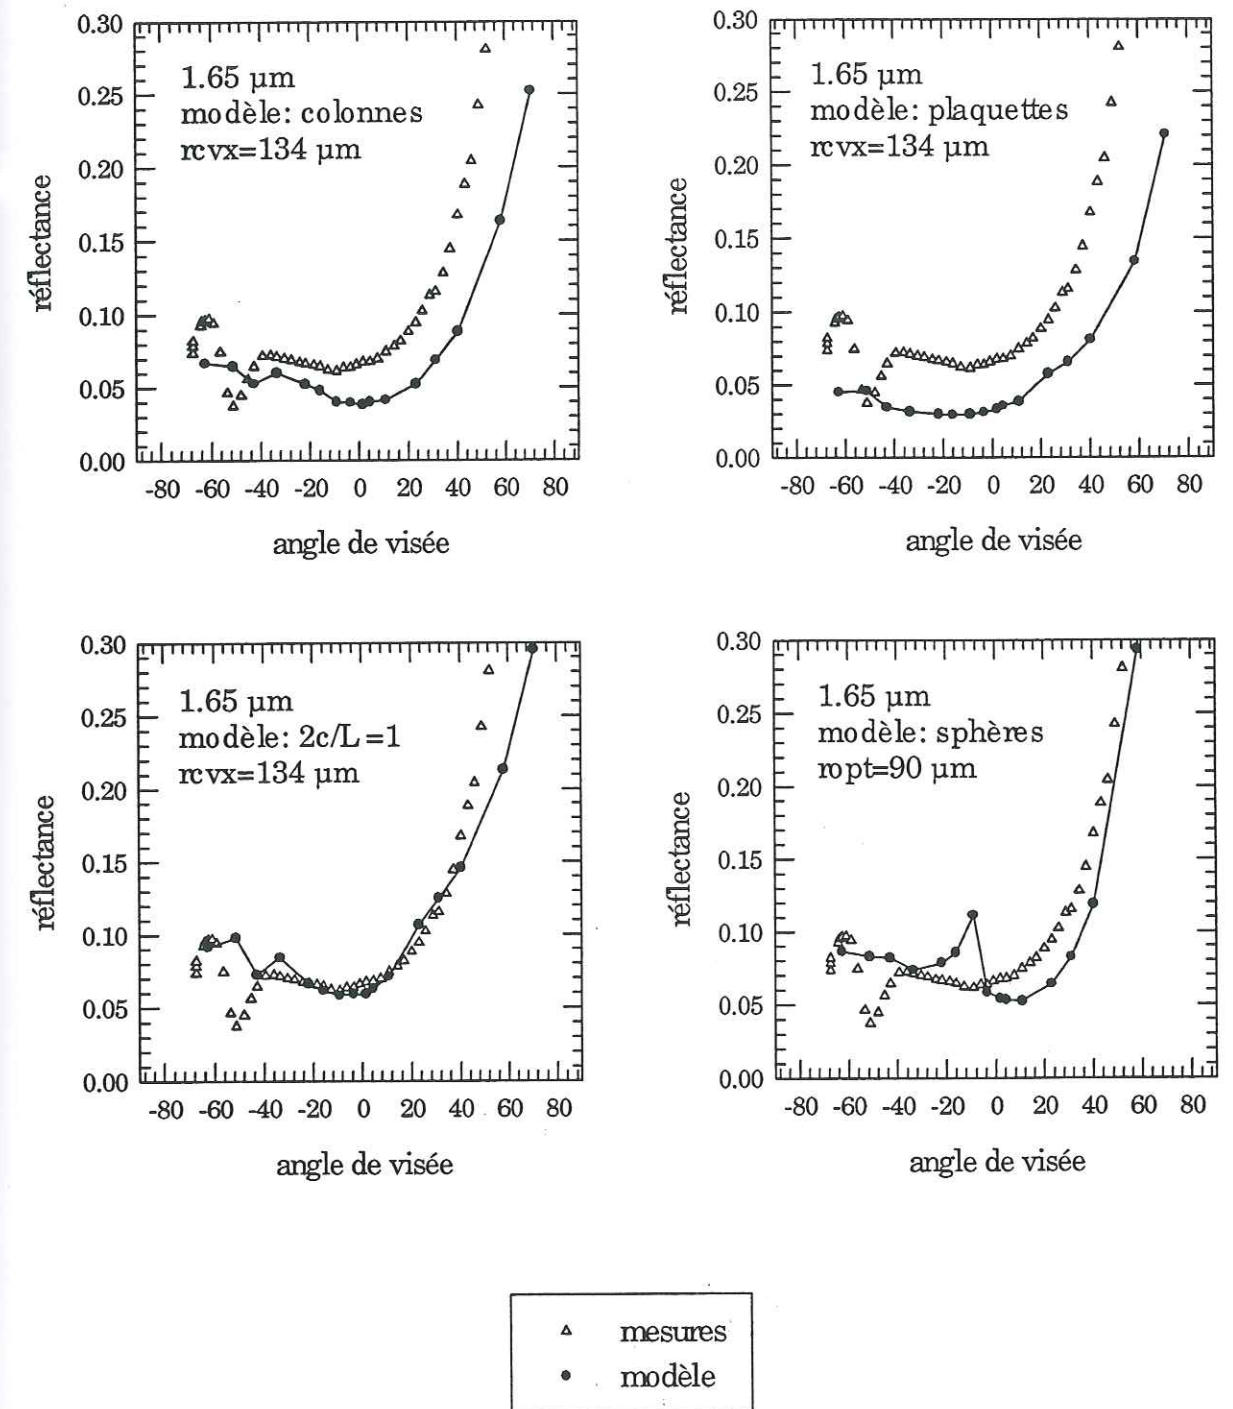 0.30
0.25
0.20
0.15
0.10
0.05
0.00
réflectance
1.65 µm
modèle: colonnes
rcvx=134 µm
-80 -60 -40 -20 0 20 40 60 80
angle de visée
0.30
0.25
0.20
0.15
0.10
0.05
0.00
réflectance
1.65 µm
modèle: plaquettes
rcvx=134 µm
-80 -60 -40 -20 0 20 40 60 80
angle de visée
0.30
0.25
0.20
0.15
0.10
0.05
0.00
réflectance
1.65 µm
modèle: 2c/L=1
rcvx=134 µm
-80 -60 -40 -20 0 20 40 60 80
angle de visée
0.30
0.25
0.20
0.15
0.10
0.05
0.00
réflectance
1.65 µm
modèle: sphères
ropt=90 µm
-80 -60 -40 -20 0 20 40 60 80
angle de visée
mesures
modèle